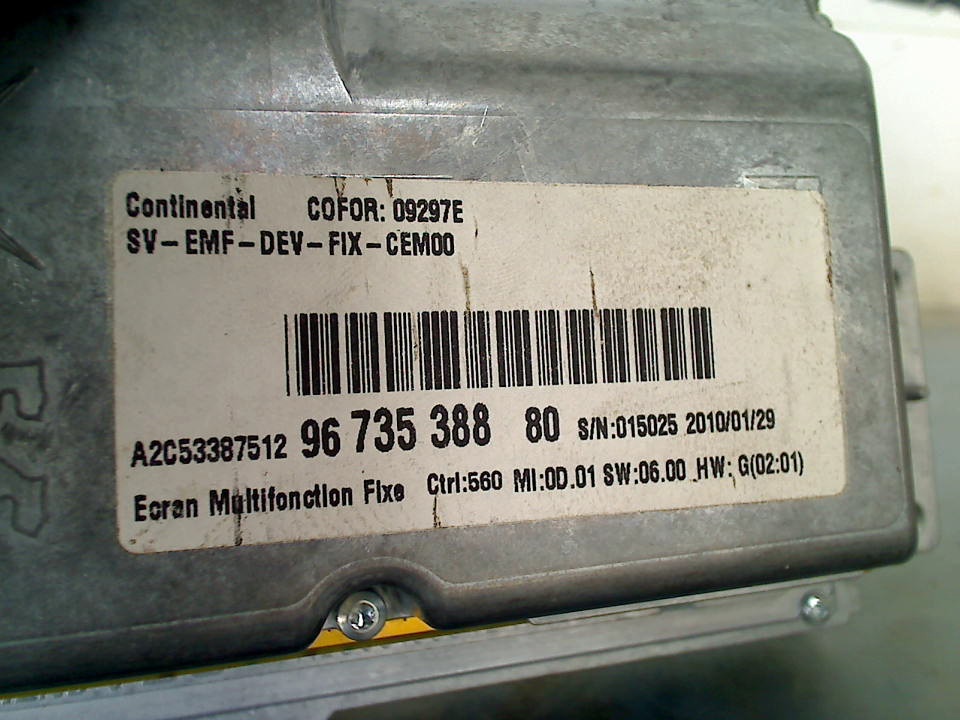 Continental COFOR: 09297E
SV-EMF-DEV-FIX-CEM00
A2C53387512 96 735 388 80 S/N:015025 2010/01/29
Ecran Multifonction Fixe Ctrl:560 MI:0D.01 SW:06.00 HW: G(02:01)